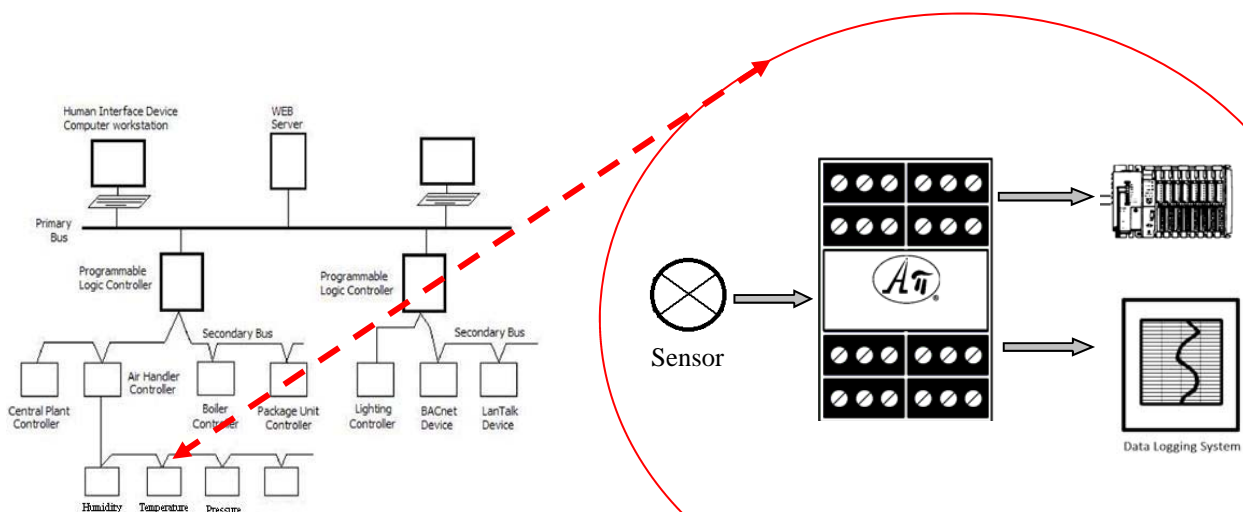 Human Interface Device
Computer workstation
WEB
Server
Primary
Bus
Programmable
Logic Controller
Programmable
Logic Controller
Secondary Bus
Secondary Bus
Air Handler
Controller
Central Plant
Controller
Boiler
Controller
Package Unit
Controller
Lighting
Controller
BACnet
Device
LanTalk
Device
Humidity
Temperature
Pressure
Sensor
Aπ®
Data Logging System